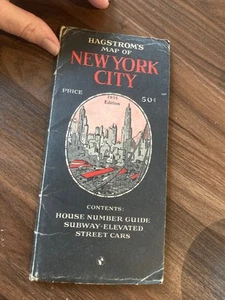 HAGSTROM'S
MAP OF
NEW YORK
CITY
PRICE 50¢
Edition
CONTENTS:
HOUSE NUMBER GUIDE
SUBWAY-ELEVATED
STREET CARS